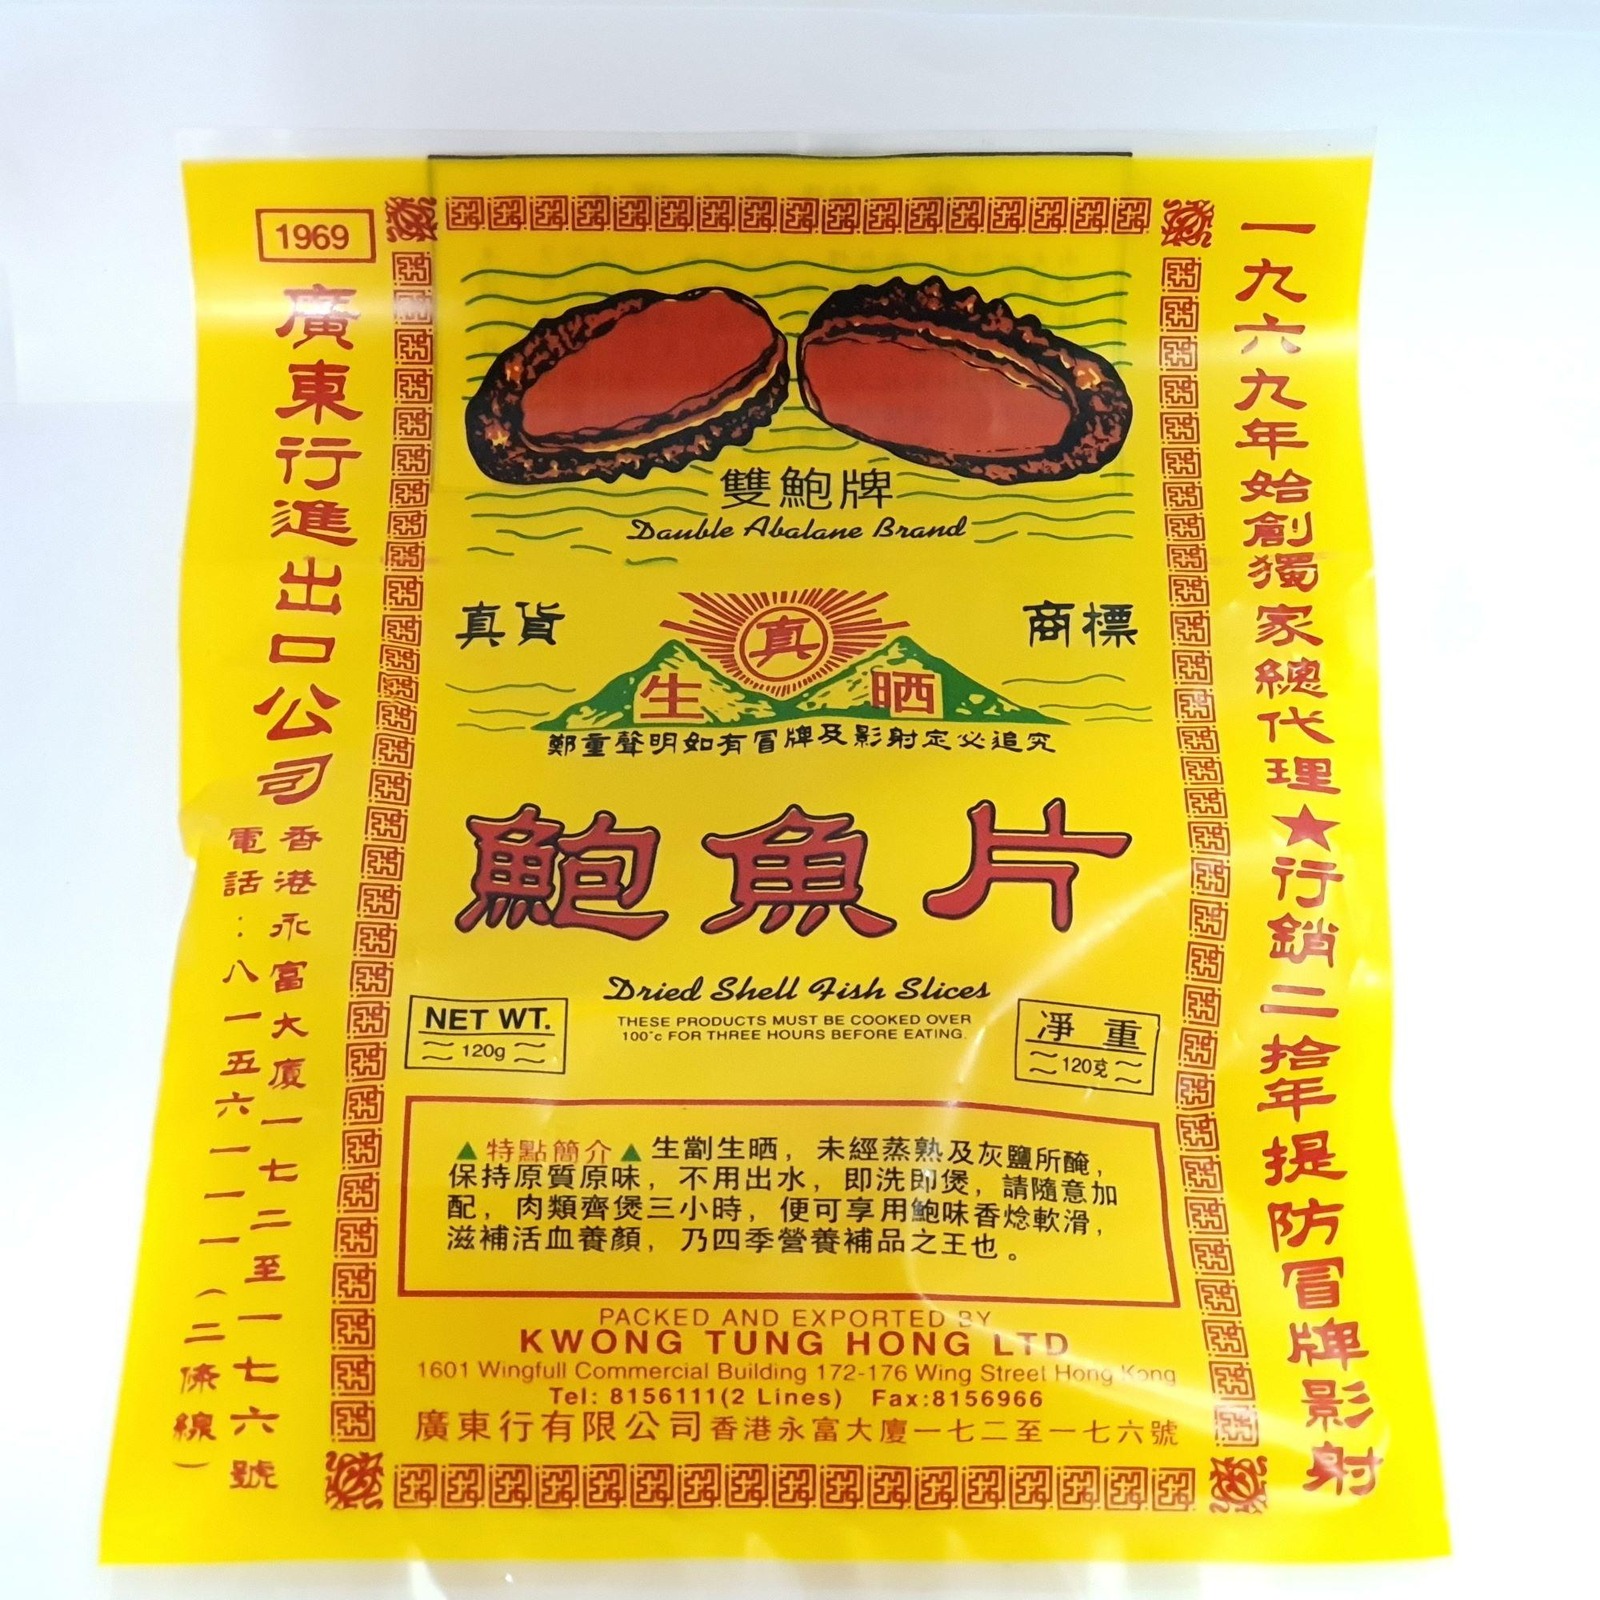 一九六九年始創獨家總代理★行銷二拾年提防冒牌影射
1969
廣東行進出口公司
香港永富大廈一七二至一七六號
電話：八一五六一一一（二條線）
雙鮑牌
Dauble Abalane Brand
真貨
商標
真
生
晒
鄭重聲明如有冒牌及影射定必追究
鮑魚片
Dried Shell Fish Slices
THESE PRODUCTS MUST BE COOKED OVER
100°c FOR THREE HOURS BEFORE EATING.
NET WT.
120g
淨重
120克
▲特點簡介▲生劏生晒，未經蒸熟及灰鹽所醃，
保持原質原味，不用出水，即洗即煲，請隨意加
配，肉類齊煲三小時，便可享用鮑味香焾軟滑，
滋補活血養顏，乃四季營養補品之王也。
PACKED AND EXPORTED BY
KWONG TUNG HONG LTD
1601 Wingfull Commercial Building 172-176 Wing Street Hong Kong
Tel: 8156111(2 Lines) Fax:8156966
廣東行有限公司香港永富大廈一七二至一七六號